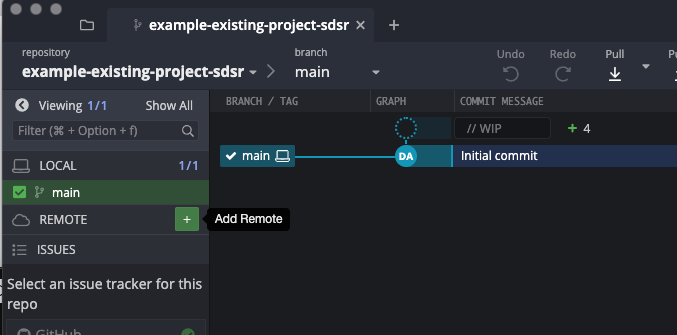 example-existing-project-sdsr
repository
example-existing-project-sdsr
branch
main
Undo
Redo
Pull
Viewing 1/1
Show All
Filter (⌘ + Option + f)
LOCAL
1/1
main
REMOTE
Add Remote
ISSUES
Select an issue tracker for this
repo
GitHub
BRANCH / TAG
GRAPH
COMMIT MESSAGE
// WIP
+ 4
main
DA
Initial commit